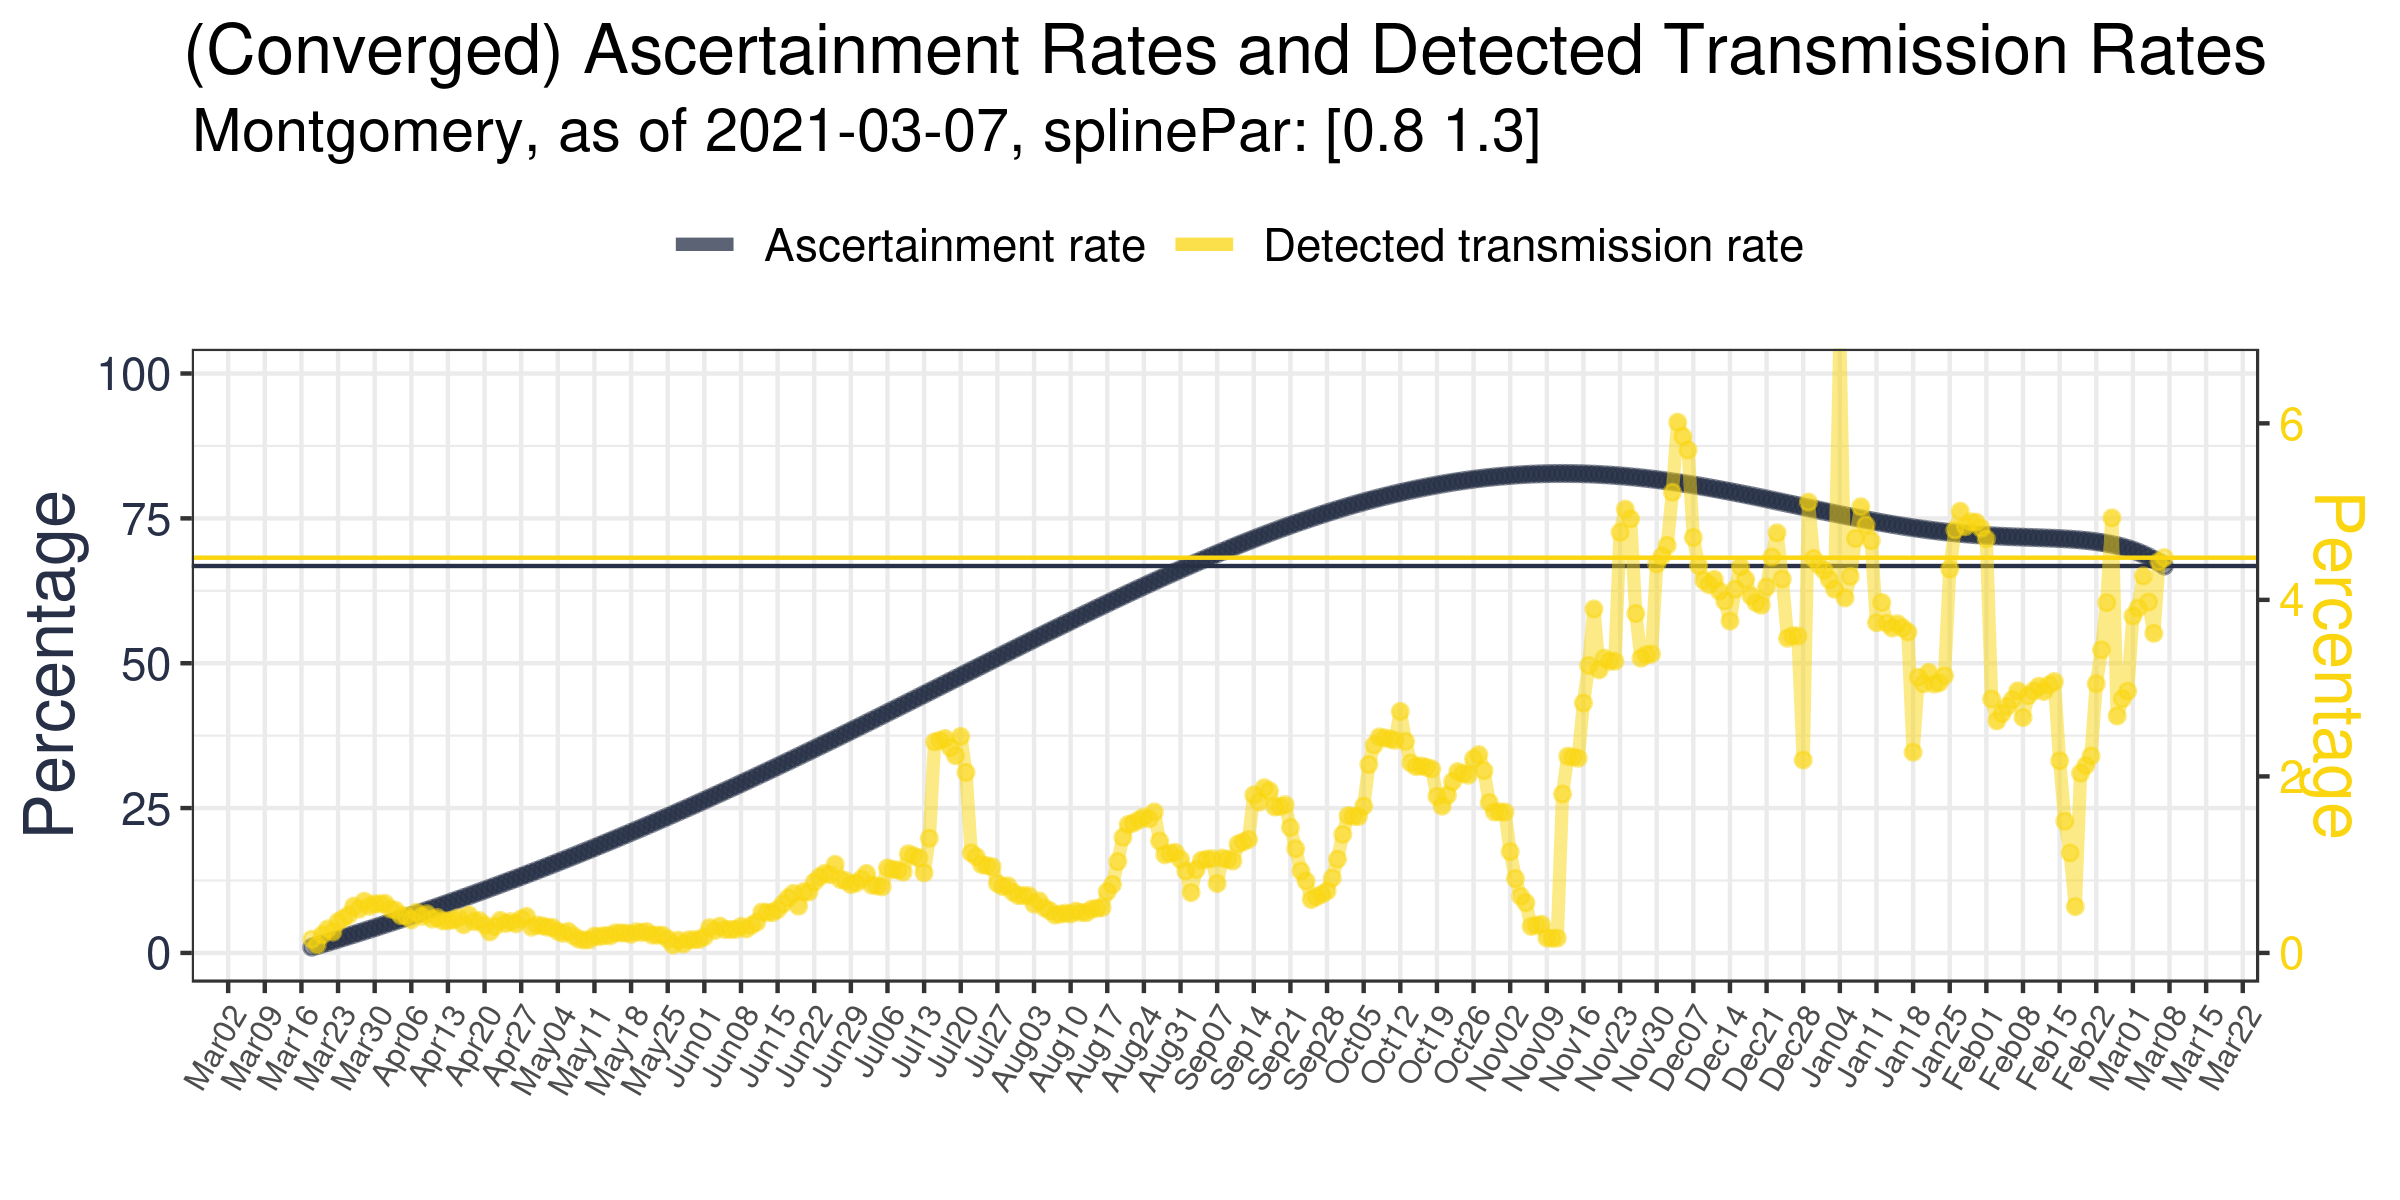 (Converged) Ascertainment Rates and Detected Transmission Rates
Montgomery, as of 2021-03-07, splinePar: [0.8 1.3]
Ascertainment rate
Detected transmission rate
Percentage
100
75
50
25
0
6
4
2
0
Percentage
Mar02
Mar09
Mar16
Mar23
Mar30
Apr06
Apr13
Apr20
Apr27
May04
May11
May18
May25
Jun01
Jun08
Jun15
Jun22
Jun29
Jul06
Jul13
Jul20
Jul27
Aug03
Aug10
Aug17
Aug24
Aug31
Sep07
Sep14
Sep21
Sep28
Oct05
Oct12
Oct19
Oct26
Nov02
Nov09
Nov16
Nov23
Nov30
Dec07
Dec14
Dec21
Dec28
Dec04
Jan11
Jan18
Jan25
Feb01
Feb08
Feb15
Feb22
Mar01
Mar08
Mar15
Mar22